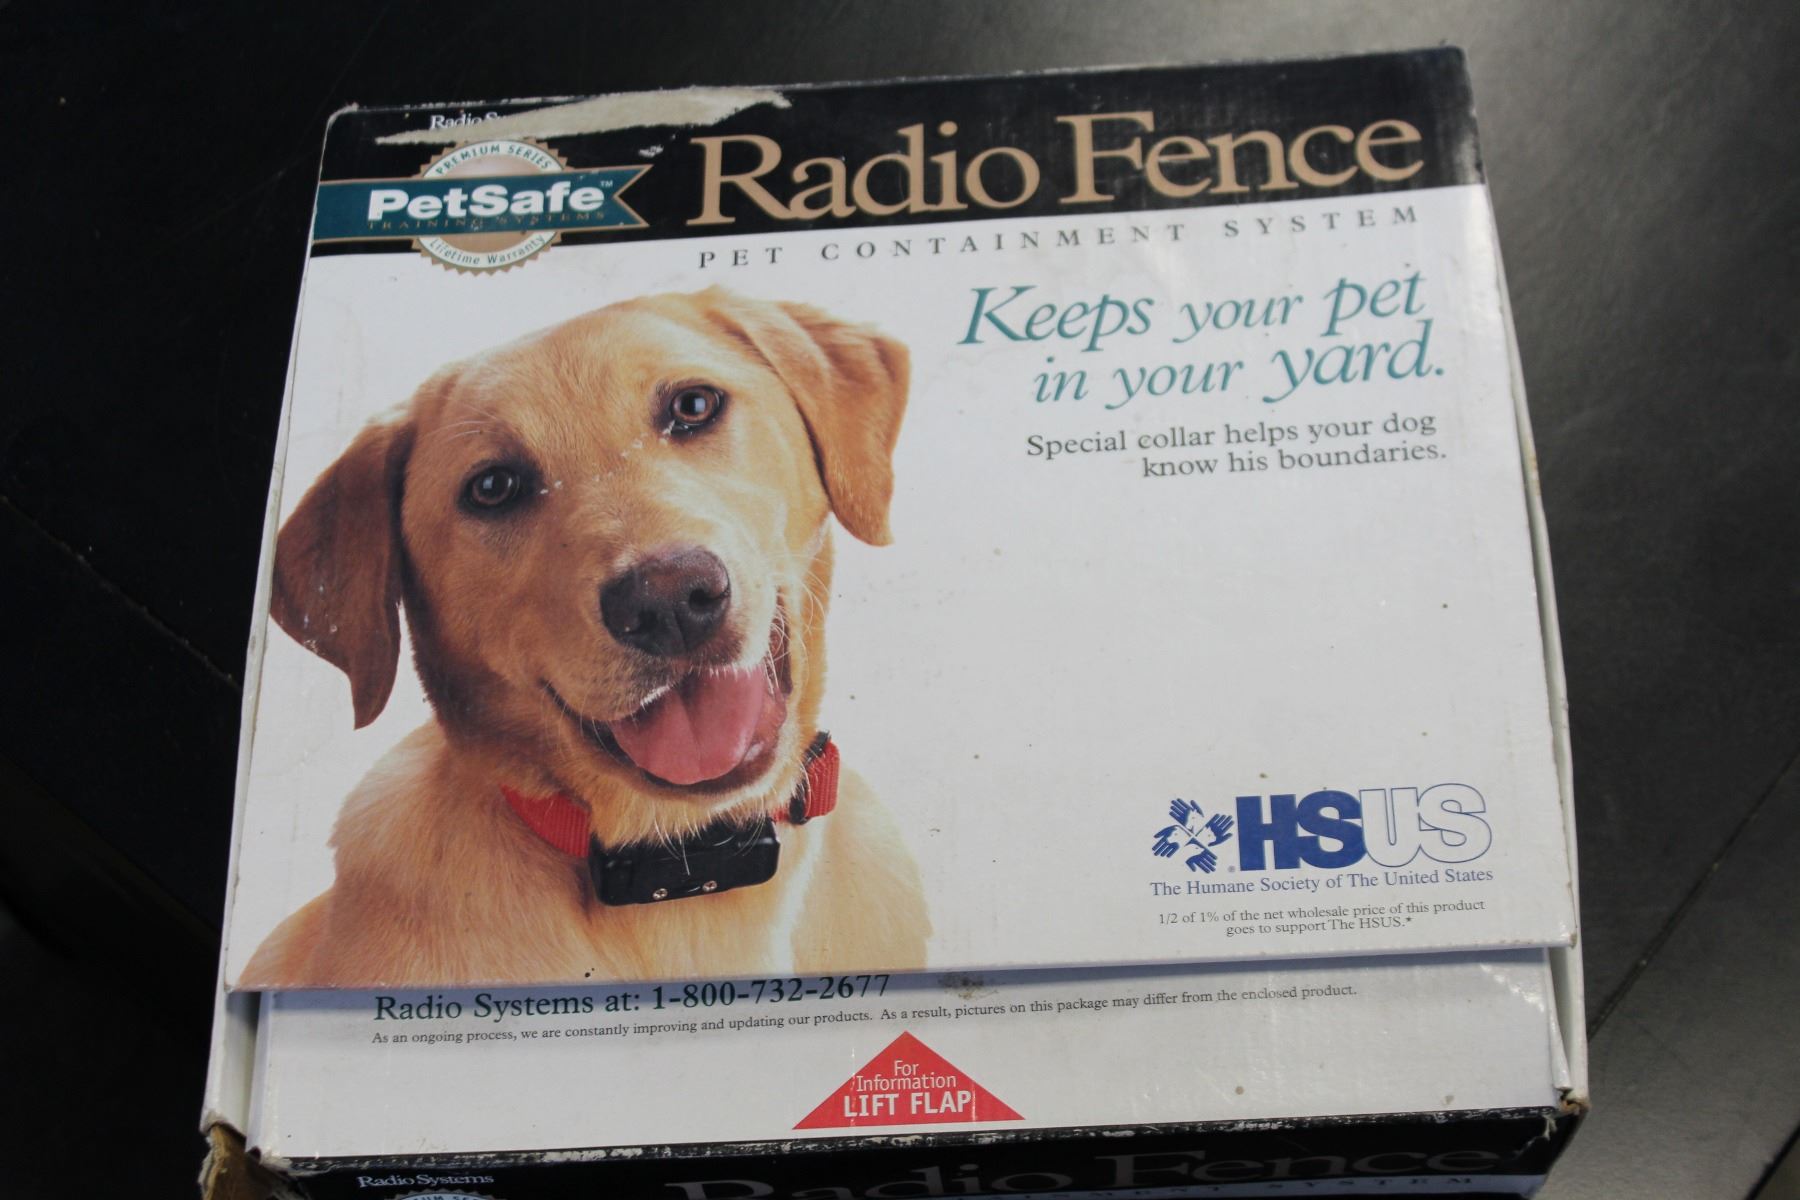 Radio
PREMIUM SERIES
PetSafe™
TRAINING SYSTEMS
Lifetime Warranty
Radio Fence
PET CONTAINMENT SYSTEM
Keeps your pet
in your yard.
Special collar helps your dog
know his boundaries.
HSUS
The Humane Society of The United States
1/2 of 1% of the net wholesale price of this product
goes to support The HSUS.*
Radio Systems at: 1-800-732-2677
As an ongoing process, we are constantly improving and updating our products. As a result, pictures on this package may differ from the enclosed product.
For
Information
LIFT FLAP
Radio Systems
Radio Fence